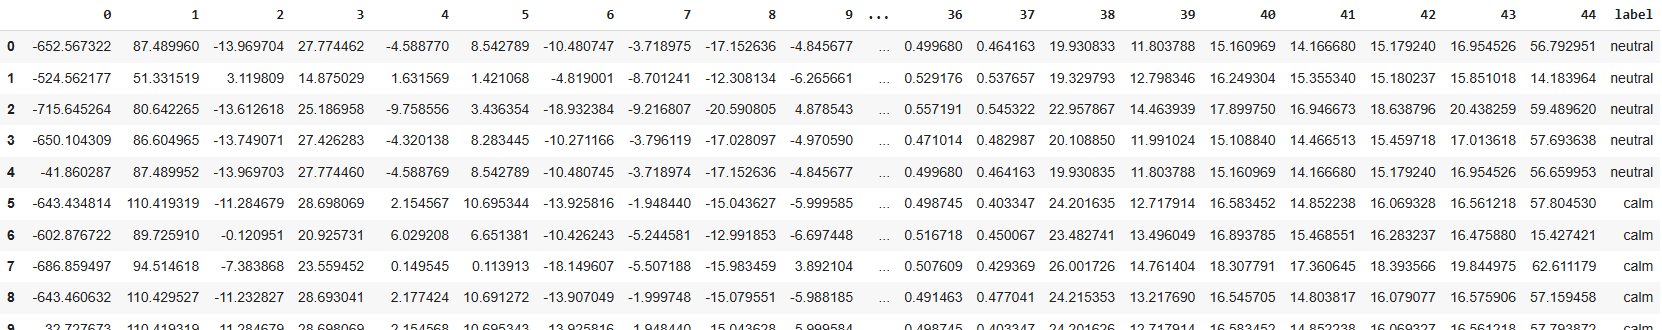 0 1 2 3 4 5 6 7 8 9 ... 36 37 38 39 40 41 42 43 44 label
0 -652.567322 87.489960 -13.969704 27.774462 -4.588770 8.542789 -10.480747 -3.718975 -17.152636 -4.845677 ... 0.499680 0.464163 19.930833 11.803788 15.160969 14.166680 15.179240 16.954526 56.792951 neutral
1 -524.562177 51.331519 3.119809 14.875029 1.631569 1.421068 -4.819001 -8.701241 -12.308134 -6.265661 ... 0.529176 0.537657 19.329793 12.798346 16.249304 15.355340 15.180237 15.851018 14.183964 neutral
2 -715.645264 80.642265 -13.612618 25.186958 -9.758556 3.436354 -18.932384 -9.216807 -20.590805 4.878543 ... 0.557191 0.545322 22.957867 14.463939 17.899750 16.946673 18.638796 20.438259 59.489620 neutral
3 -650.104309 86.604965 -13.749071 27.426283 -4.320138 8.283445 -10.271166 -3.796119 -17.028097 -4.970590 ... 0.471014 0.482987 20.108850 11.991024 15.108840 14.466513 15.459718 17.013618 57.693638 neutral
4 -41.860287 87.489952 -13.969703 27.774460 -4.588769 8.542789 -10.480745 -3.718974 -17.152636 -4.845677 ... 0.499680 0.464163 19.930835 11.803788 15.160969 14.166680 15.179240 16.954526 56.659953 neutral
5 -643.434814 110.419319 -11.284679 28.698069 2.154567 10.695344 -13.925816 -1.948440 -15.043627 -5.999585 ... 0.498745 0.403347 24.201635 12.717914 16.583452 14.852238 16.069328 16.561218 57.804530 calm
6 -602.876722 89.725910 -0.120951 20.925731 6.029208 6.651381 -10.426243 -5.244581 -12.991853 -6.697448 ... 0.516718 0.450067 23.482741 13.496049 16.893785 15.468551 16.283237 16.475880 15.427421 calm
7 -686.859497 94.514618 -7.383868 23.559452 0.149545 0.113913 -18.149607 -5.507188 -15.983459 3.892104 ... 0.507609 0.429369 26.001726 14.761404 18.307791 17.360645 18.393566 19.844975 62.611179 calm
8 -643.460632 110.429527 -11.232827 28.693041 2.177424 10.691272 -13.907049 -1.999748 -15.079551 -5.988185 ... 0.491463 0.477041 24.215353 13.217690 16.545705 14.803817 16.079077 16.575906 57.159458 calm